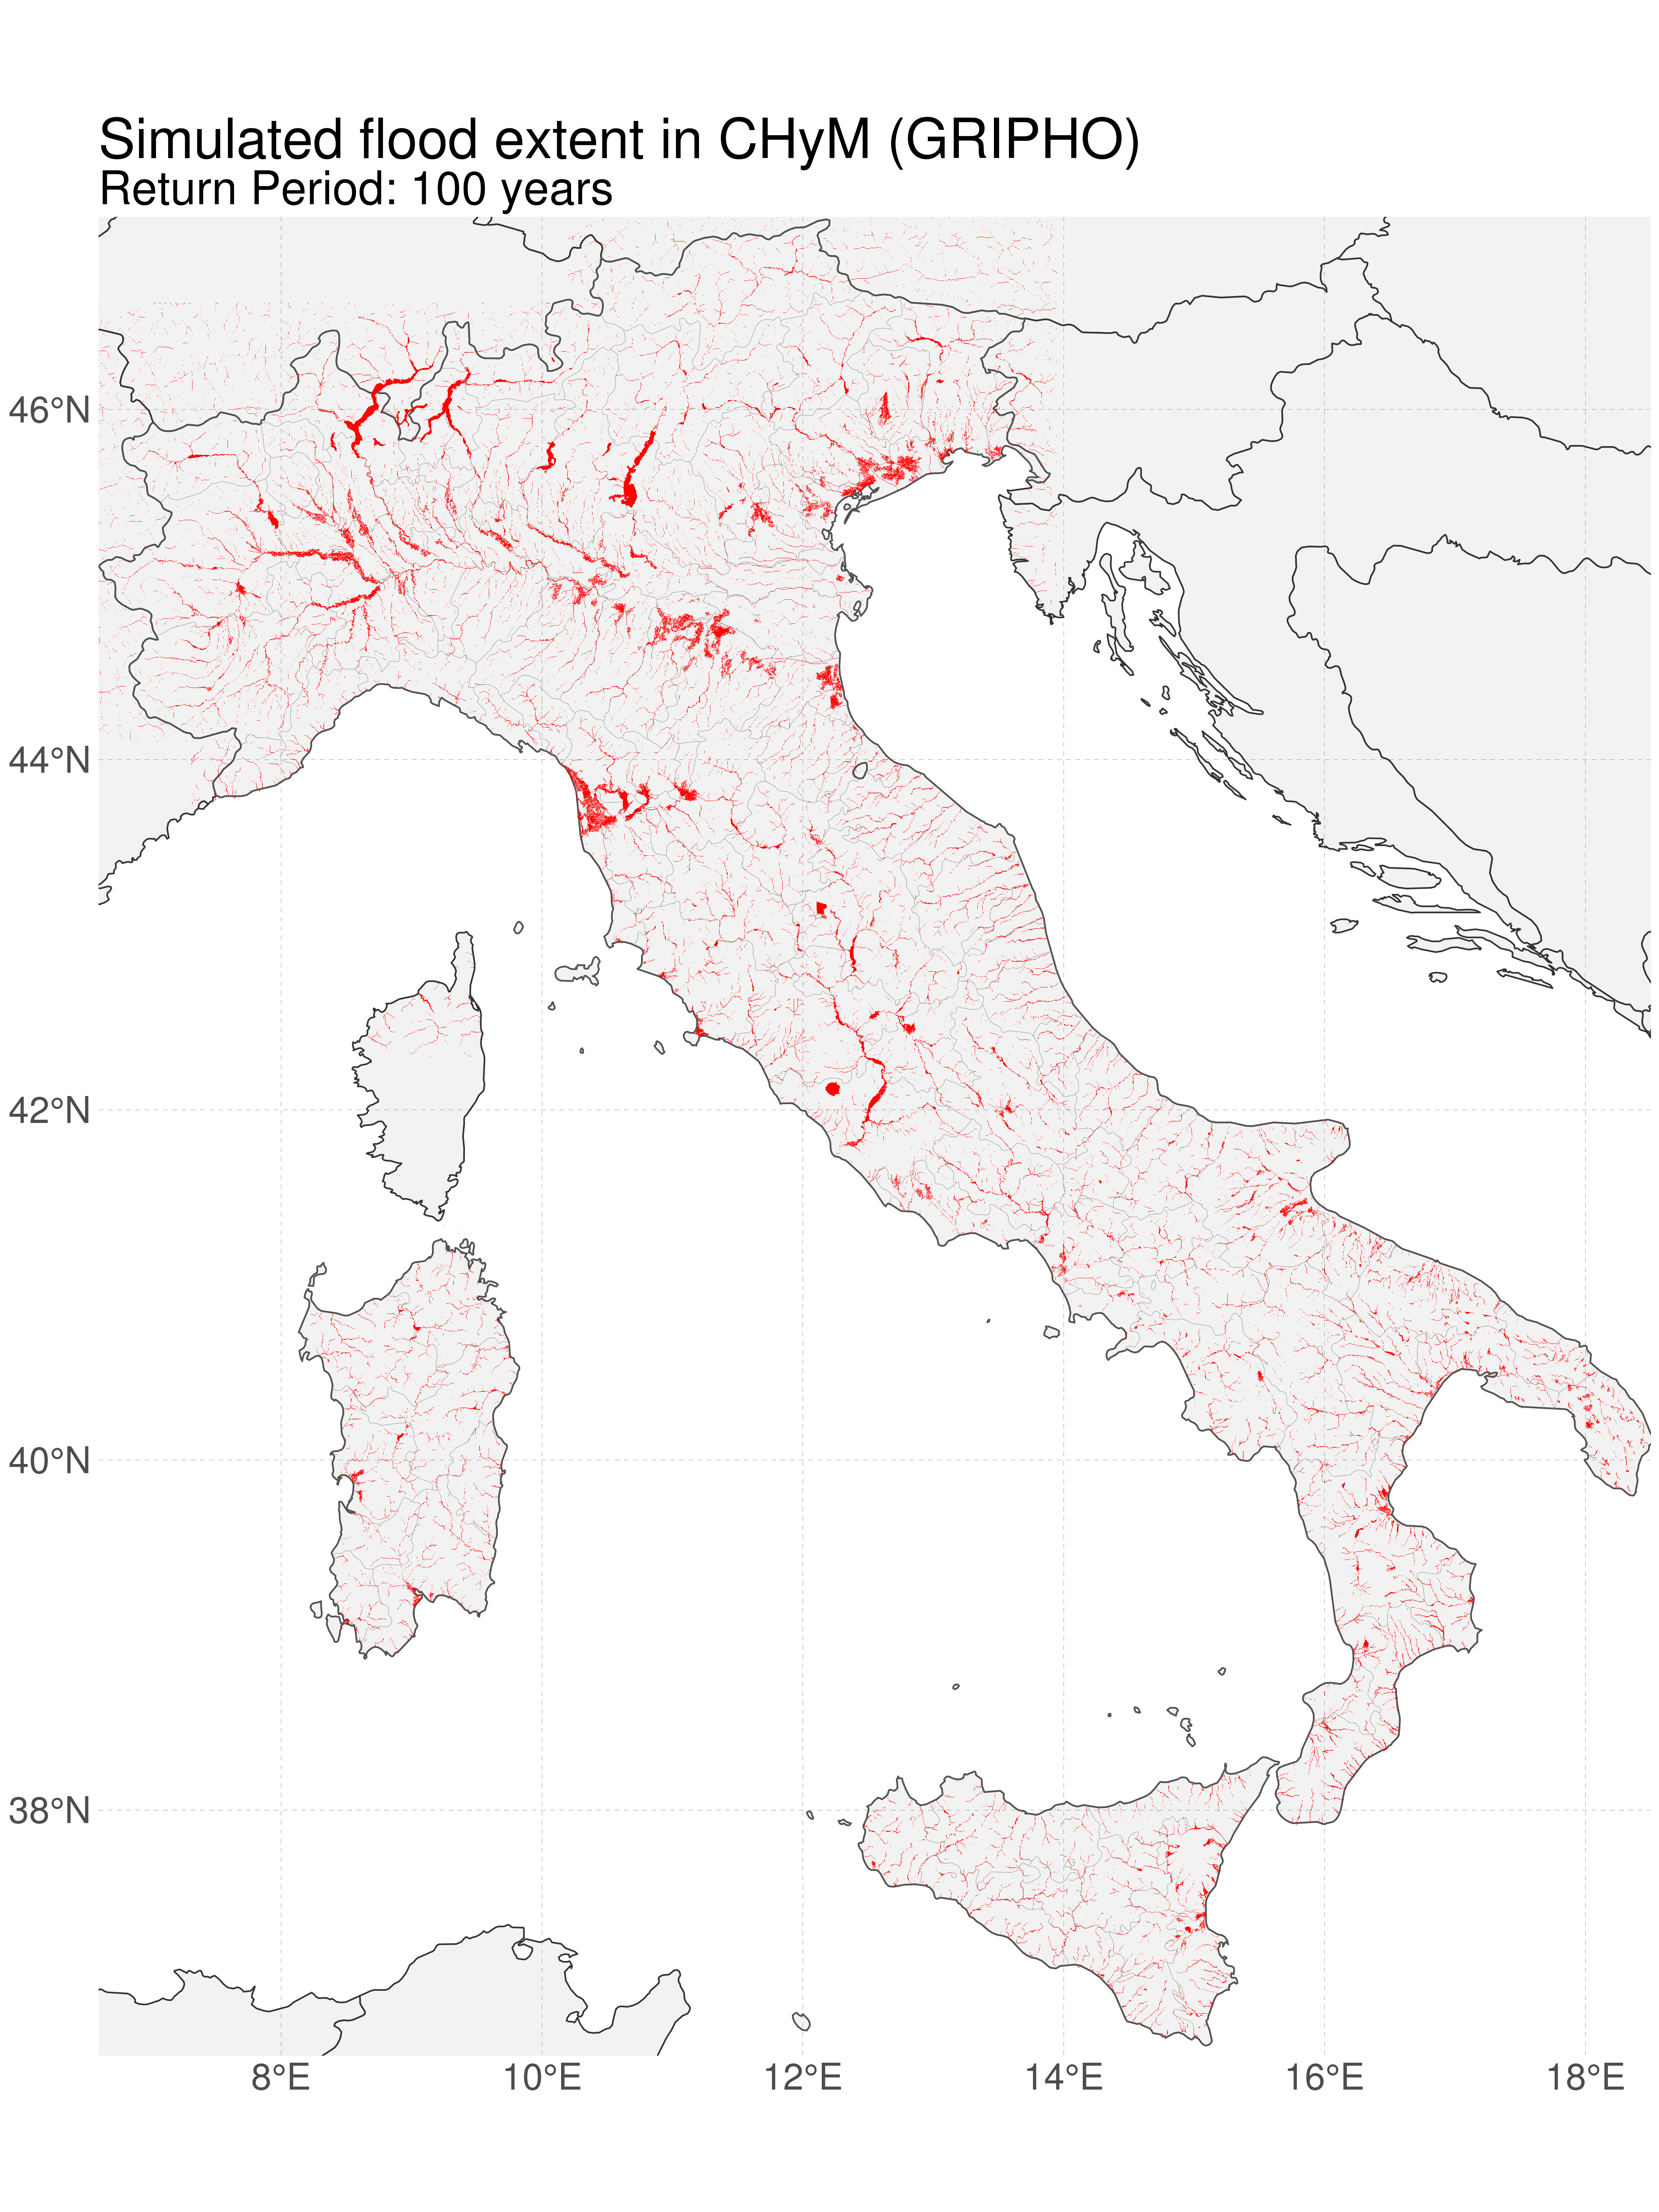 Simulated flood extent in CHyM (GRIPHO)
Return Period: 100 years
46°N
44°N
42°N
40°N
38°N
8°E 10°E 12°E 14°E 16°E 18°E